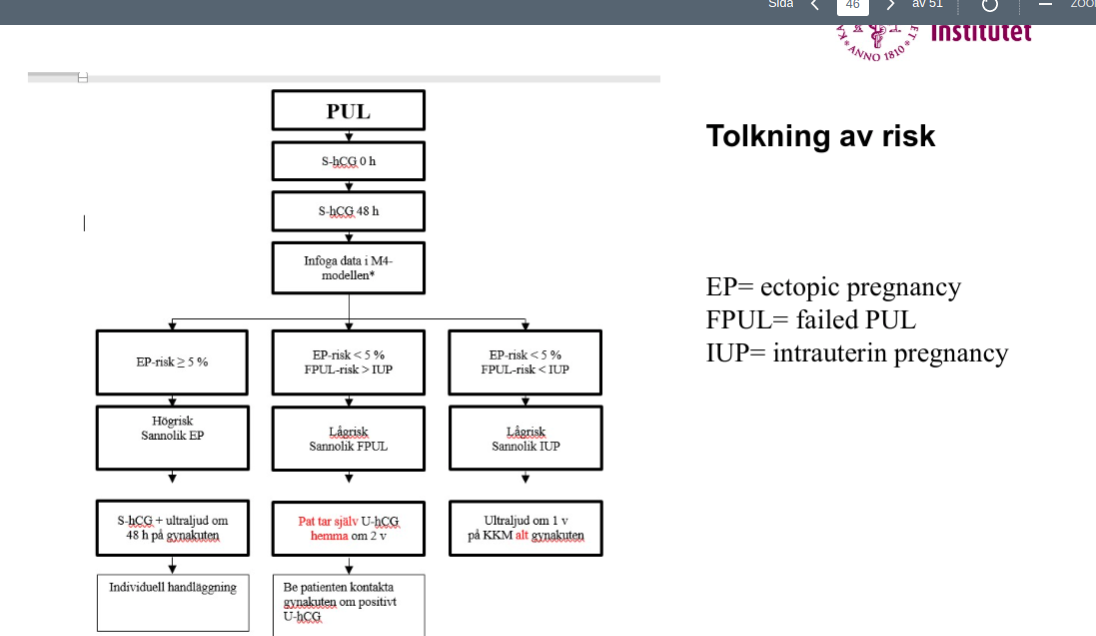 Sida 46 av 51
Institutet
ANNO 1810
PUL
S-hCG 0 h
S-hCG 48 h
Infoga data i M4-
modellen*
EP-risk ≥ 5 %
EP-risk < 5 %
FPUL-risk > IUP
EP-risk < 5 %
FPUL-risk < IUP
Högrisk
Sannolik EP
Lågrisk
Sannolik FPUL
Lågrisk
Sannolik IUP
S-hCG + ultraljud om
48 h på gynakuten
Pat tar själv U-hCG
hemma om 2 v
Ultraljud om 1 v
på KKM alt gynakuten
Individuell handläggning
Be patienten kontakta
gynakuten om positivt
U-hCG
Tolkning av risk
EP= ectopic pregnancy
FPUL= failed PUL
IUP= intrauterin pregnancy